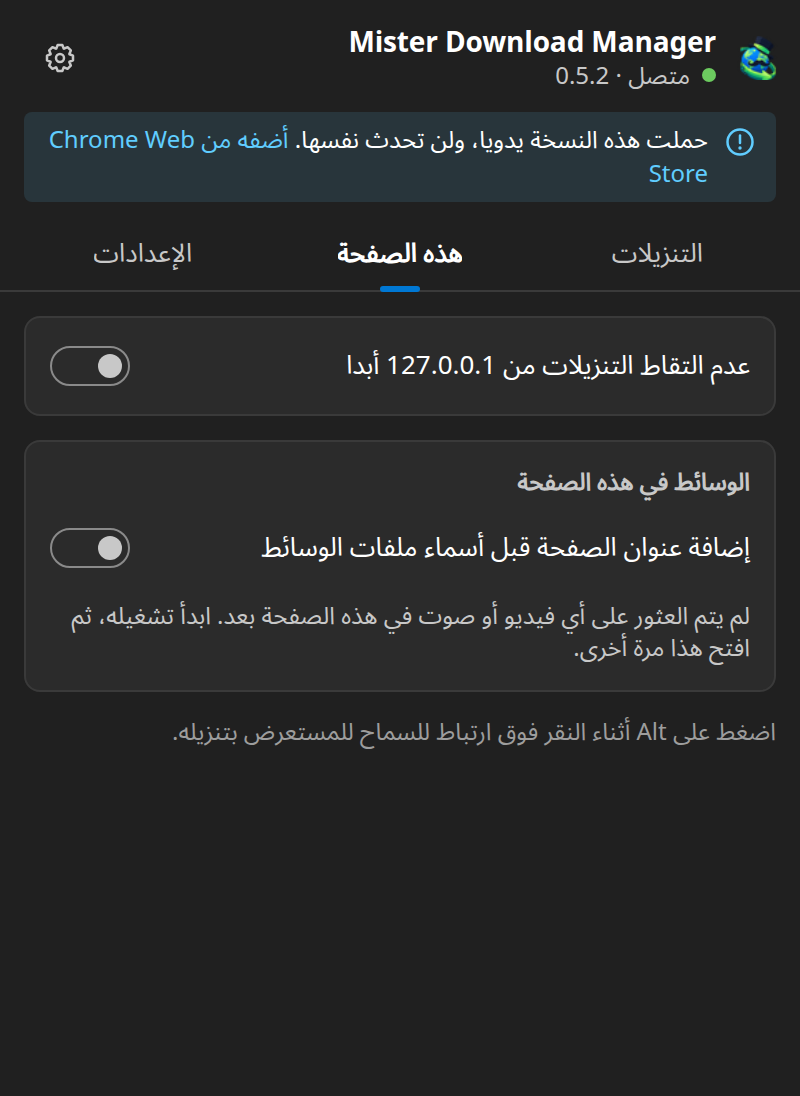 Mister Download Manager
متصل · 0.5.2
حملت هذه النسخة يدويا، ولن تحدث نفسها. أضفه من Chrome Web
Store
التنزيلات
هذه الصفحة
الإعدادات
عدم التقاط التنزيلات من 127.0.0.1 أبدا
الوسائط في هذه الصفحة
إضافة عنوان الصفحة قبل أسماء ملفات الوسائط
لم يتم العثور على أي فيديو أو صوت في هذه الصفحة بعد. ابدأ تشغيله، ثم
افتح هذا مرة أخرى.
اضغط على Alt أثناء النقر فوق ارتباط للسماح للمستعرض بتنزيله.